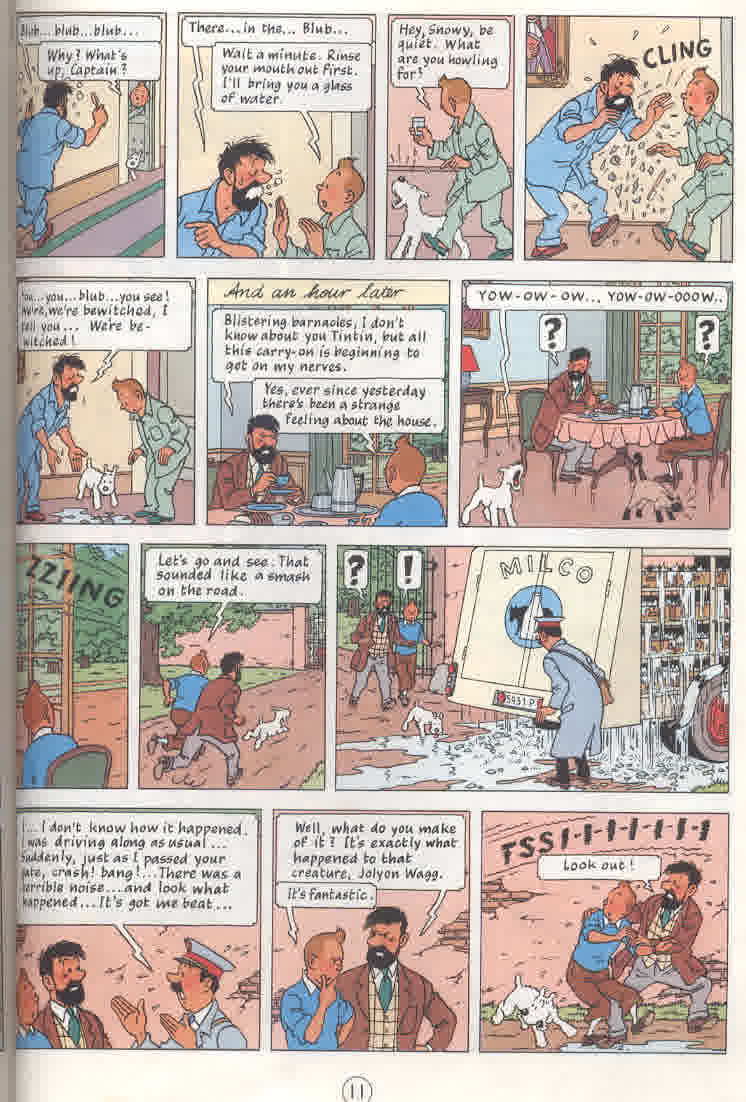 Blub... blub... blub...
Why? What's
up, Captain?
There... in the... Blub...
Wait a minute. Rinse
your mouth out first.
I'll bring you a glass
of water.
Hey, Snowy, be
quiet. What
are you howling
for?
CLING
You... you... blub... you see!
We're, we're bewitched, I
tell you... We're be-
witched!
And an hour later
Blistering barnacles, I don't
know about you Tintin, but all
this carry-on is beginning to
get on my nerves.
Yes, ever since yesterday
there's been a strange
feeling about the house.
YOW-OW-OW... YOW-OW-OOOW..
?
?
ZZIING
Let's go and see. That
sounded like a smash
on the road.
?
!
MILCO
5931 P
I... I don't know how it happened.
I was driving along as usual...
Suddenly, just as I passed your
gate, crash! bang!... There was a
terrible noise... and look what
happened... It's got me beat...
Well, what do you make
of it? It's exactly what
happened to that
creature, Jolyon Wagg.
It's fantastic.
FSSI-I-I-I-I-I-I
Look out!
11